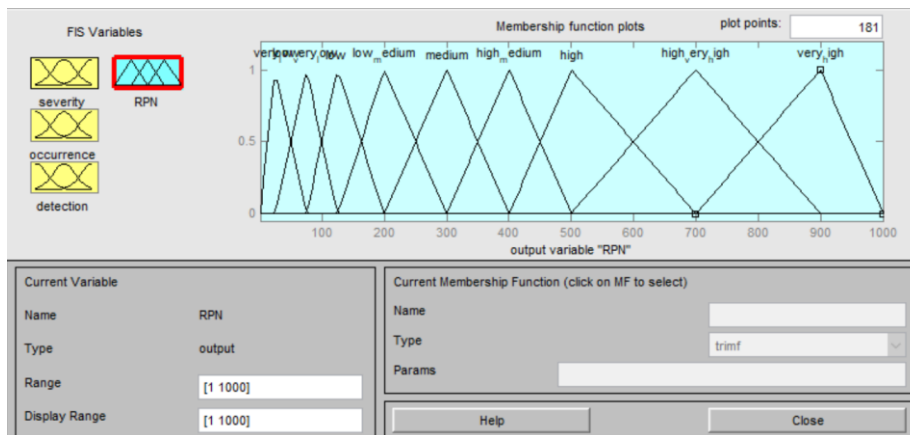 FIS Variables
Membership function plots
plot points:
181
low_medium
medium
high_medium
high
high_very_high
very_high
severity
RPN
occurrence
detection
1
0.5
0
100 200 300 400 500 600 700 800 900 1000
output variable "RPN"
Current Variable
Name RPN
Type output
Range [1 1000]
Display Range [1 1000]
Current Membership Function (click on MF to select)
Name
Type trimf
Params
Help
Close